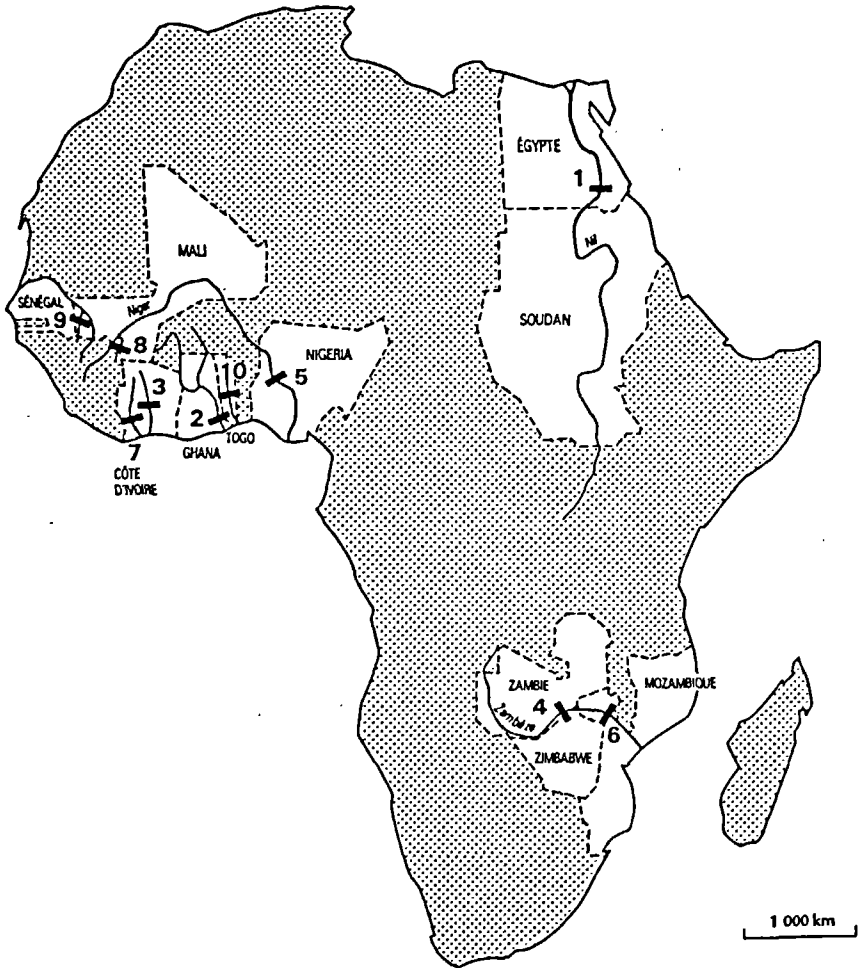 ÉGYPTE
1
Nil
MALI
SÉNÉGAL
9
Niger
SOUDAN
8
NIGERIA
3
10
5
2
TOGO
7
GHANA
CÔTE
D'IVOIRE
ZAMBIE
MOZAMBIQUE
4
Zambèze
6
ZIMBABWE
1 000 km